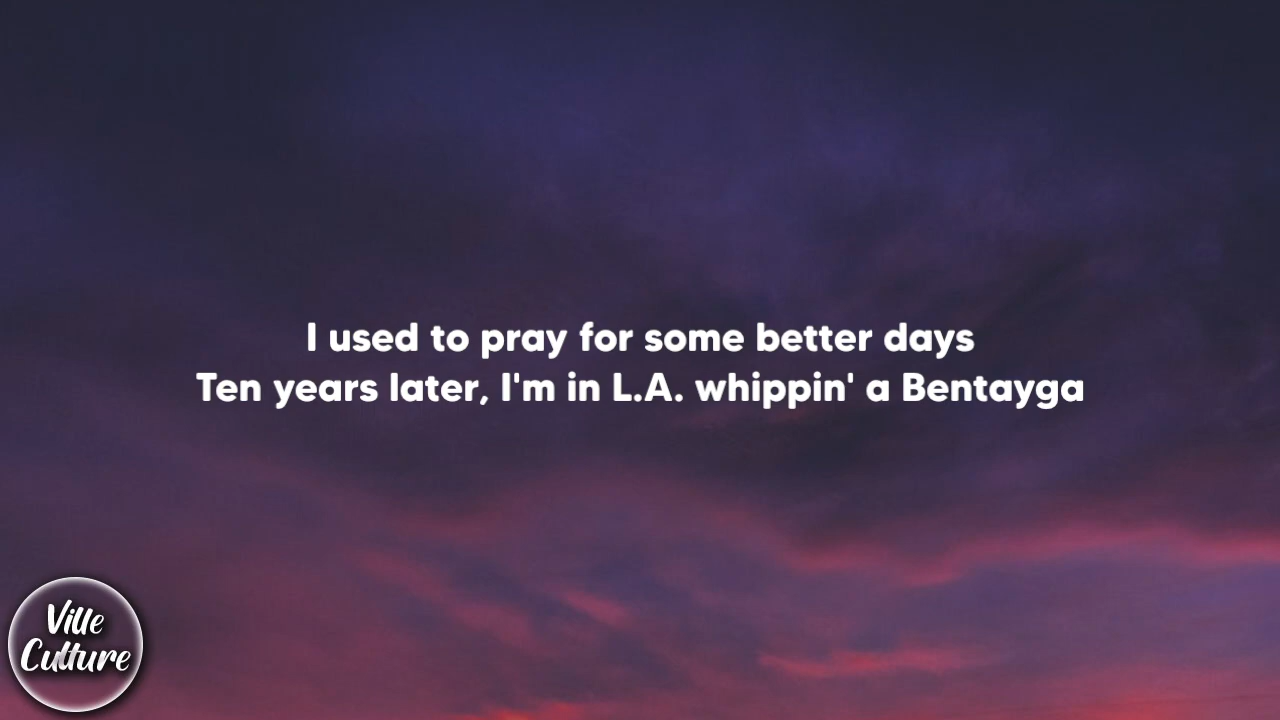 I used to pray for some better days
Ten years later, I'm in L.A. whippin' a Bentayga
Ville
Culture